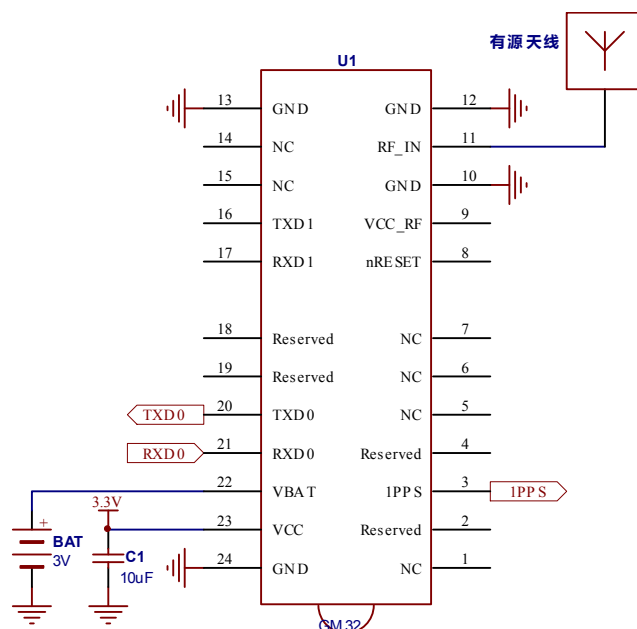 有源天线
U1
13 GND GND 12
14 NC RF_IN 11
15 NC GND 10
16 TXD1 VCC_RF 9
17 RXD1 nRESET 8
18 Reserved NC 7
19 Reserved NC 6
TXD0 20 TXD0 NC 5
RXD0 21 RXD0 Reserved 4
22 VBAT 1PPS 3 1PPS
3.3V
23 VCC Reserved 2
+
BAT
3V
C1
10uF
24 GND NC 1
GM32